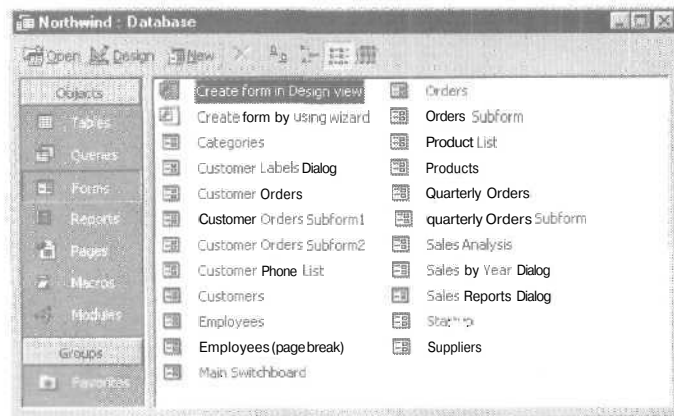 Northwind : Database
Open Design New
Objects
Tables
Queries
Forms
Reports
Pages
Macros
Modules
Groups
Favorites
Create form in Design view
Create form by using wizard
Categories
Customer Labels Dialog
Customer Orders
Customer Orders Subform1
Customer Orders Subform2
Customer Phone List
Customers
Employees
Employees (page break)
Main Switchboard
Orders
Orders Subform
Product List
Products
Quarterly Orders
quarterly Orders Subform
Sales Analysis
Sales by Year Dialog
Sales Reports Dialog
Suppliers